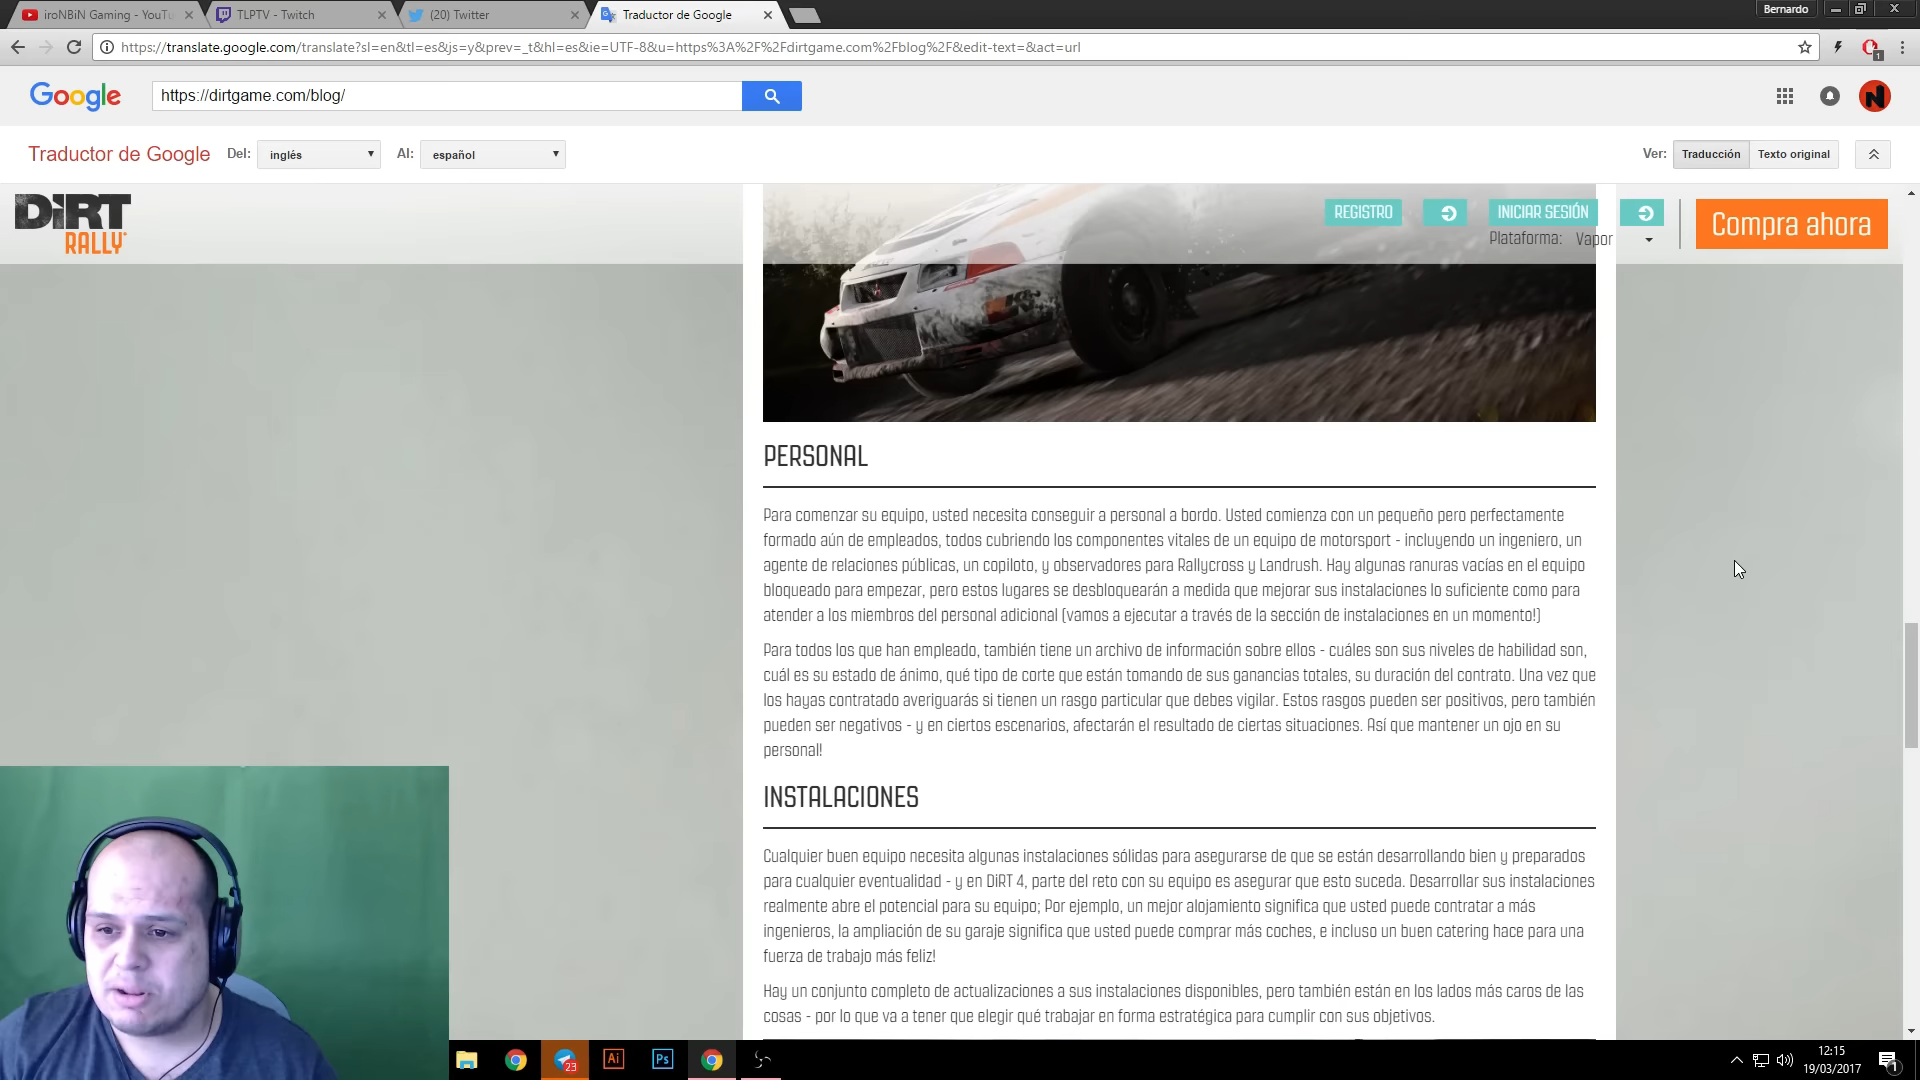 iroNBiN Gaming - YouTu
TLPTV - Twitch
(20) Twitter
Traductor de Google
Bernardo
https://translate.google.com/translate?sl=en&tl=es&js=y&prev=_t&hl=es&ie=UTF-8&u=https%3A%2F%2Fdirtgame.com%2Fblog%2F&edit-text=&act=url
1
Google
https://dirtgame.com/blog/
Traductor de Google
Del:
inglés
Al:
español
Ver:
Traducción
Texto original
DiRT
RALLY
REGISTRO
INICIAR SESIÓN
Compra ahora
Plataforma: Vapor
PERSONAL
Para comenzar su equipo, usted necesita conseguir a personal a bordo. Usted comienza con un pequeño pero perfectamente
formado aún de empleados, todos cubriendo los componentes vitales de un equipo de motorsport - incluyendo un ingeniero, un
agente de relaciones públicas, un copiloto, y observadores para Rallycross y Landrush. Hay algunas ranuras vacías en el equipo
bloqueado para empezar, pero estos lugares se desbloquearán a medida que mejorar sus instalaciones lo suficiente como para
atender a los miembros del personal adicional (vamos a ejecutar a través de la sección de instalaciones en un momento!)
Para todos los que han empleado, también tiene un archivo de información sobre ellos - cuáles son sus niveles de habilidad son,
cuál es su estado de ánimo, qué tipo de corte que están tomando de sus ganancias totales, su duración del contrato. Una vez que
los hayas contratado averiguarás si tienen un rasgo particular que debes vigilar. Estos rasgos pueden ser positivos, pero también
pueden ser negativos - y en ciertos escenarios, afectarán el resultado de ciertas situaciones. Así que mantener un ojo en su
personal!
INSTALACIONES
Cualquier buen equipo necesita algunas instalaciones sólidas para asegurarse de que se están desarrollando bien y preparados
para cualquier eventualidad - y en DiRT 4, parte del reto con su equipo es asegurar que esto suceda. Desarrollar sus instalaciones
realmente abre el potencial para su equipo; Por ejemplo, un mejor alojamiento significa que usted puede contratar a más
ingenieros, la ampliación de su garaje significa que usted puede comprar más coches, e incluso un buen catering hace para una
fuerza de trabajo más feliz!
Hay un conjunto completo de actualizaciones a sus instalaciones disponibles, pero también están en los lados más caros de las
cosas - por lo que va a tener que elegir qué trabajar en forma estratégica para cumplir con sus objetivos.
23
Ai
Ps
12:15
19/03/2017
1